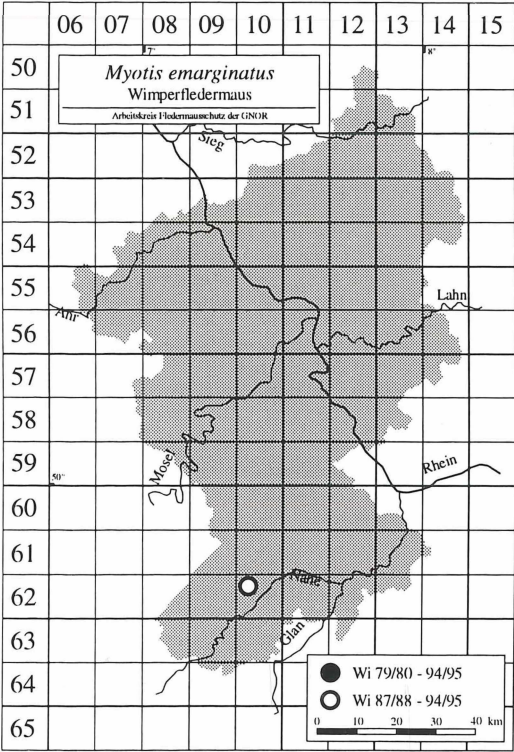 06 07 08 09 10 11 12 13 14 15
7° 8°
50
Myotis emarginatus
Wimperfledermaus
Arbeitskreis Fledermausschutz der GNOR
51
Sieg
52
53
54
55
Lahn
Ahr
56
57
58
Mosel
59
Rhein
50°
60
61
Nahe
62
Glan
63
Wi 79/80 - 94/95
64
Wi 87/88 - 94/95
0 10 20 30 40 km
65